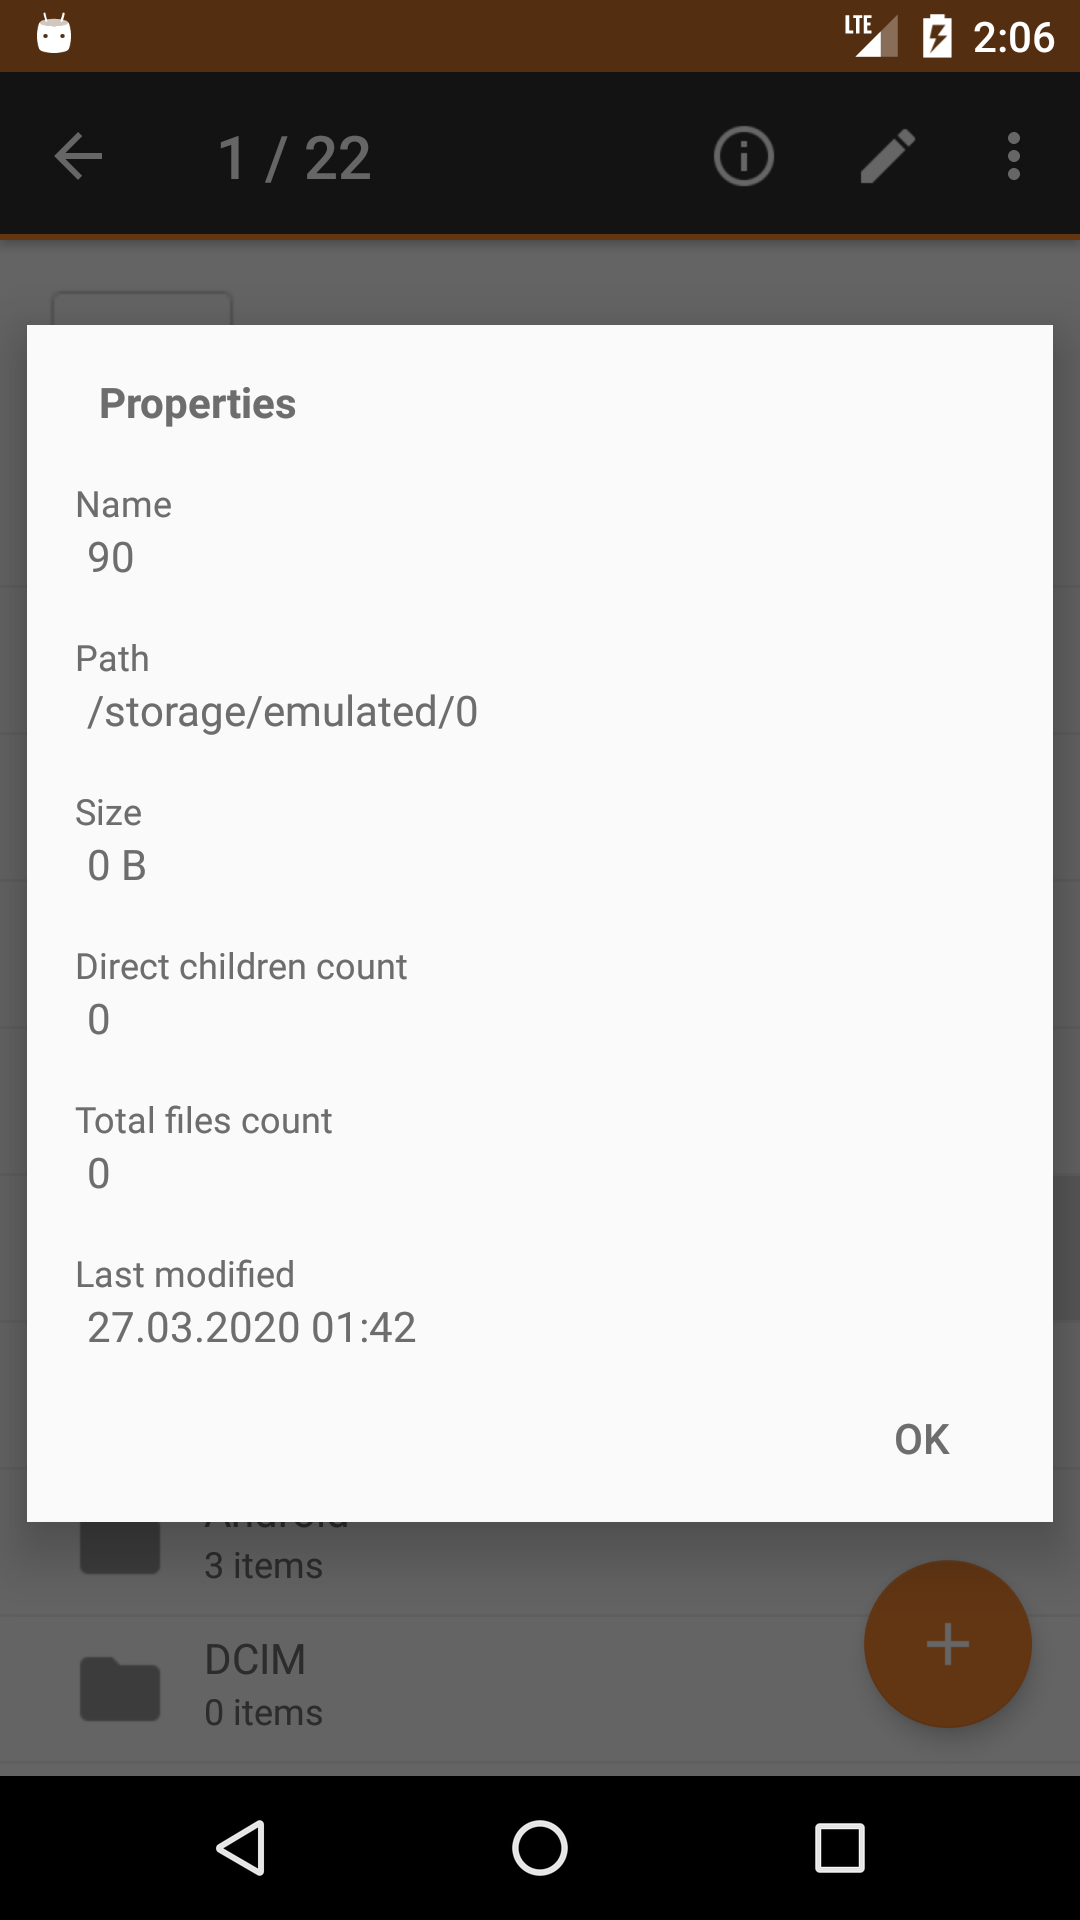 LTE 2:06
1 / 22
Properties
Name
90
Path
/storage/emulated/0
Size
0 B
Direct children count
0
Total files count
0
Last modified
27.03.2020 01:42
OK
Android
3 items
DCIM
0 items